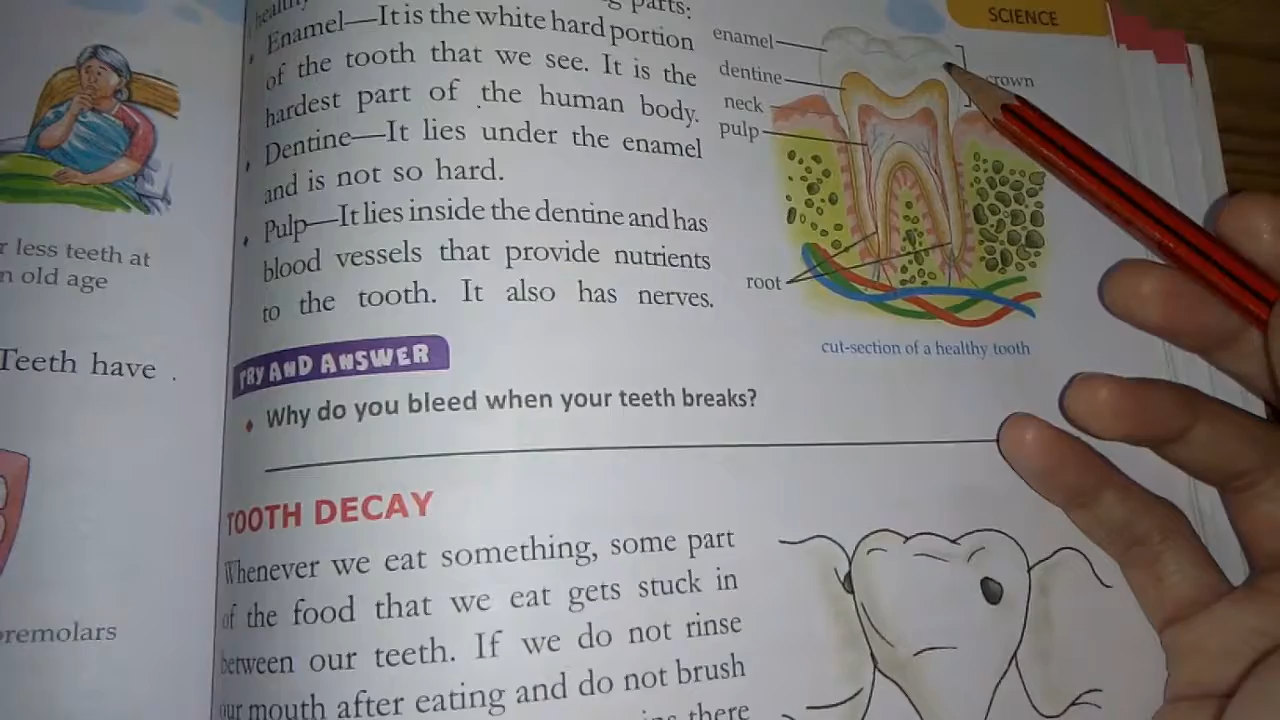 r less teeth at
n old age
Teeth have .
remolars
parts:
Enamel—It is the white hard portion
of the tooth that we see. It is the
hardest part of the human body.
Dentine—It lies under the enamel
and is not so hard.
Pulp—It lies inside the dentine and has
blood vessels that provide nutrients
to the tooth. It also has nerves.
SCIENCE
enamel
dentine
neck
pulp
crown
root
cut-section of a healthy tooth
TRY AND ANSWER
Why do you bleed when your teeth breaks?
TOOTH DECAY
Whenever we eat something, some part
of the food that we eat gets stuck in
between our teeth. If we do not rinse
our mouth after eating and do not brush
there